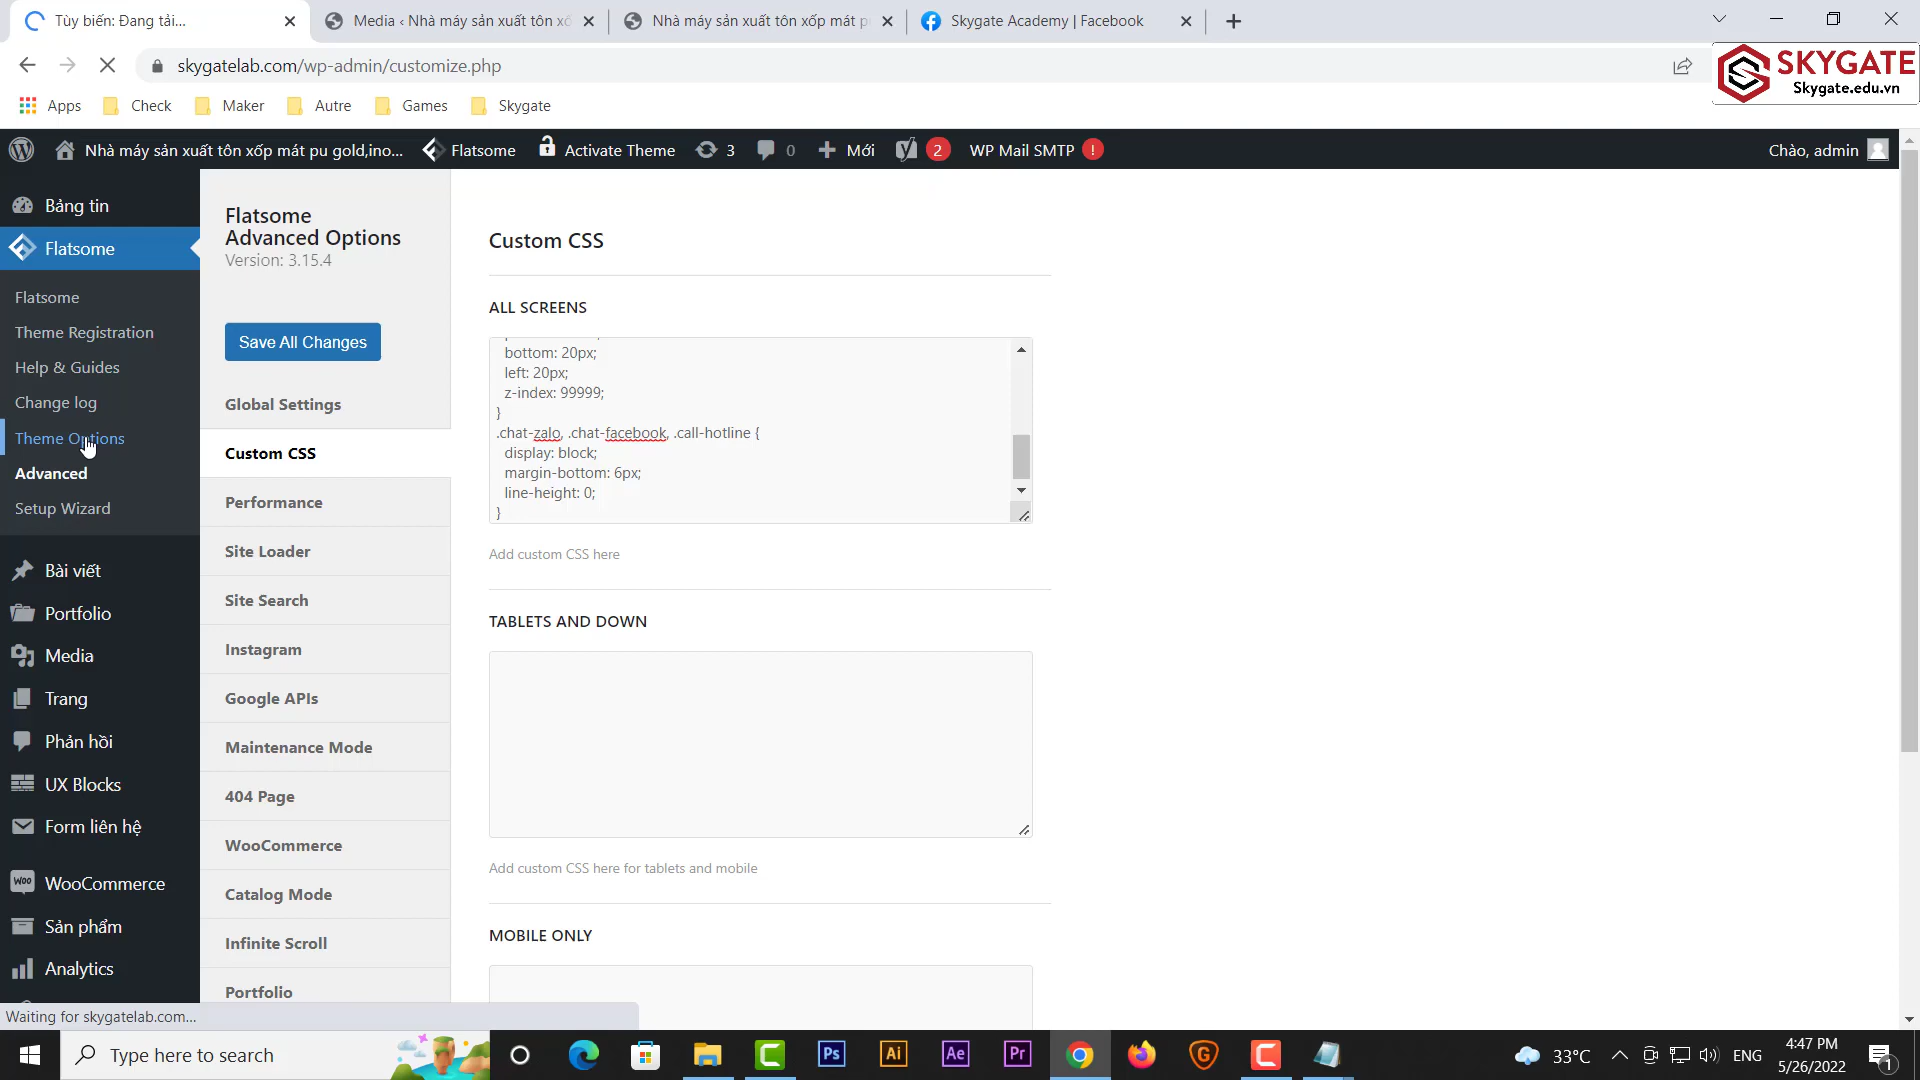 Tùy biến: Đang tải...
Media ‹ Nhà máy sản xuất tôn xố
Nhà máy sản xuất tôn xốp mát p
Skygate Academy | Facebook
skygatelab.com/wp-admin/customize.php
SKYGATE
Skygate.edu.vn
Apps
Check
Maker
Autre
Games
Skygate
Nhà máy sản xuất tôn xốp mát pu gold,ino...
Flatsome
Activate Theme
3
0
Mới
2
WP Mail SMTP
!
Chào, admin
Bảng tin
Flatsome
Flatsome
Theme Registration
Help & Guides
Change log
Theme Options
Advanced
Setup Wizard
Bài viết
Portfolio
Media
Trang
Phản hồi
UX Blocks
Form liên hệ
WooCommerce
Sản phẩm
Analytics
Flatsome
Advanced Options
Version: 3.15.4
Save All Changes
Global Settings
Custom CSS
Performance
Site Loader
Site Search
Instagram
Google APIs
Maintenance Mode
404 Page
WooCommerce
Catalog Mode
Infinite Scroll
Portfolio
Custom CSS
ALL SCREENS
bottom: 20px;
left: 20px;
z-index: 99999;
}
.chat-zalo, .chat-facebook, .call-hotline {
display: block;
margin-bottom: 6px;
line-height: 0;
}
Add custom CSS here
TABLETS AND DOWN
Add custom CSS here for tablets and mobile
MOBILE ONLY
Waiting for skygatelab.com...
Type here to search
Ps
Ai
Ae
Pr
33°C
ENG
4:47 PM
5/26/2022
1